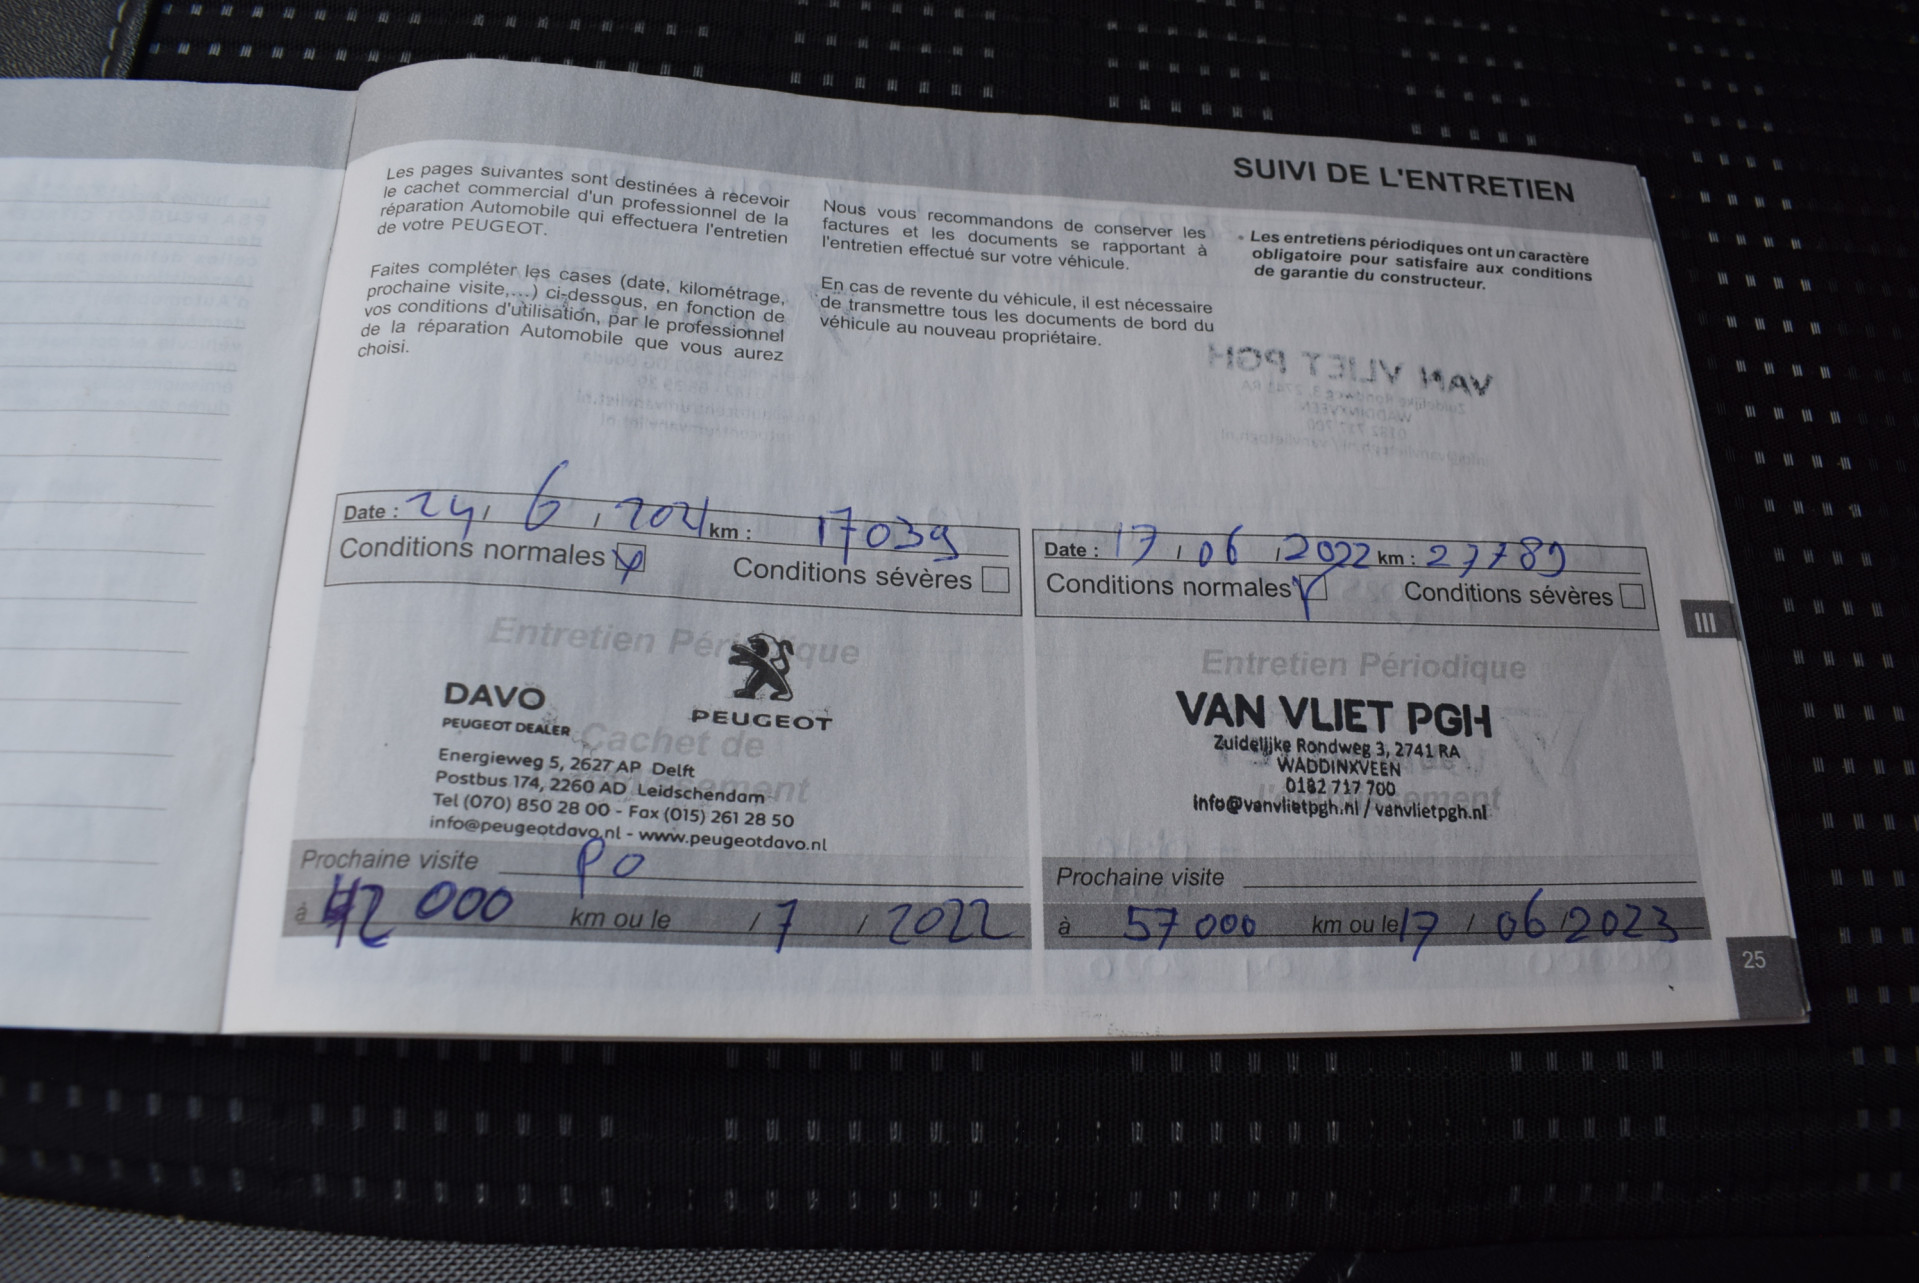 SUIVI DE L'ENTRETIEN
Les pages suivantes sont destinées à recevoir
le cachet commercial d'un professionnel de la
réparation Automobile qui effectuera l'entretien
de votre PEUGEOT.
Faites compléter les cases (date, kilométrage,
prochaine visite,...) ci-dessous, en fonction de
vos conditions d'utilisation, par le professionnel
de la réparation Automobile que vous aurez
choisi.
Nous vous recommandons de conserver les
factures et les documents se rapportant à
l'entretien effectué sur votre véhicule.
En cas de revente du véhicule, il est nécessaire
de transmettre tous les documents de bord du
véhicule au nouveau propriétaire.
• Les entretiens périodiques ont un caractère
obligatoire pour satisfaire aux conditions
de garantie du constructeur.
Date : 24 / 6 / 2021 km : 17039
Conditions normales Conditions sévères
Entretien Périodique
PEUGEOT
DAVO
PEUGEOT DEALER
Cachet de
Energieweg 5, 2627 AP Delft
Postbus 174, 2260 AD Leidschendam
Tel (070) 850 28 00 - Fax (015) 261 28 50
info@peugeotdavo.nl - www.peugeotdavo.nl
Prochaine visite PO
à 42 000 km ou le / 7 / 2022
Date : 17 / 06 / 2022 km : 27789
Conditions normales Conditions sévères
Entretien Périodique
VAN VLIET PGH
Zuidelijke Rondweg 3, 2741 RA
WADDINXVEEN
0182 717 700
info@vanvlietpgh.nl / vanvlietpgh.nl
Prochaine visite
à 57 000 km ou le 17 / 06 / 2023
III
25